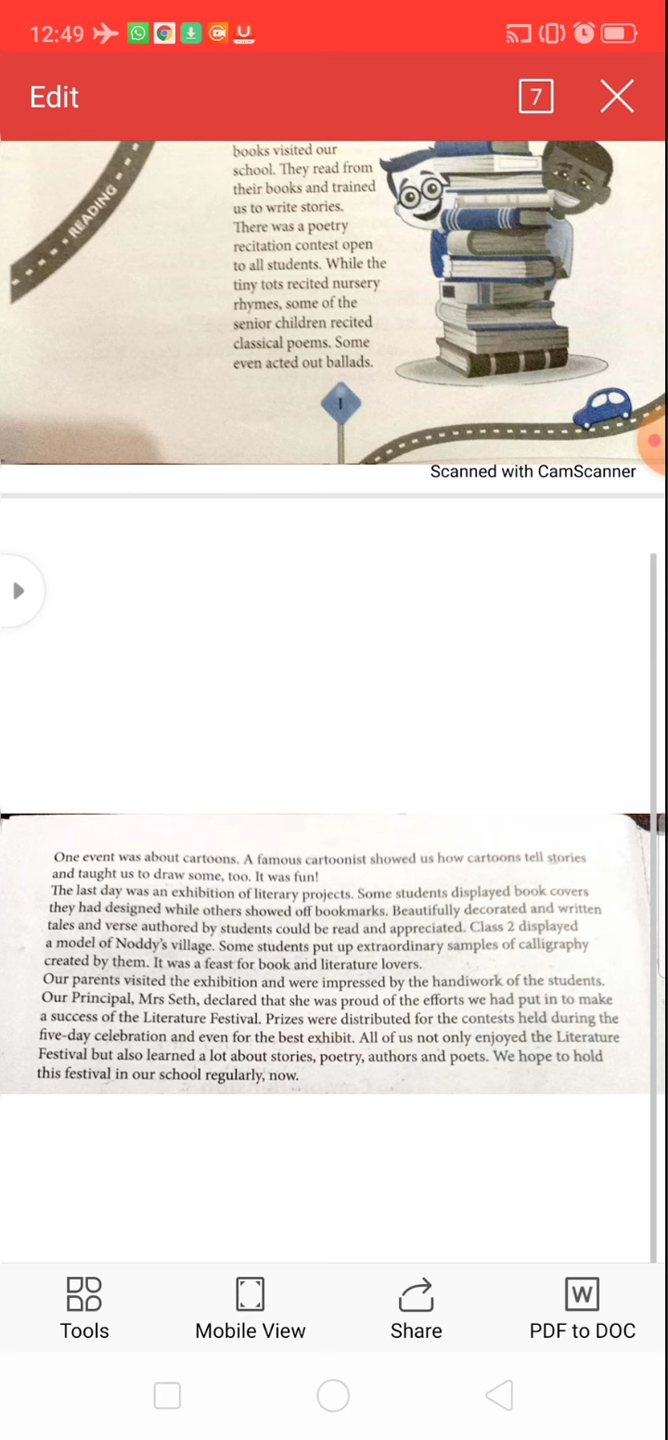 12:49
Edit
7
READING
books visited our
school. They read from
their books and trained
us to write stories.
There was a poetry
recitation contest open
to all students. While the
tiny tots recited nursery
rhymes, some of the
senior children recited
classical poems. Some
even acted out ballads.
1
Scanned with CamScanner
One event was about cartoons. A famous cartoonist showed us how cartoons tell stories
and taught us to draw some, too. It was fun!
The last day was an exhibition of literary projects. Some students displayed book covers
they had designed while others showed off bookmarks. Beautifully decorated and written
tales and verse authored by students could be read and appreciated. Class 2 displayed
a model of Noddy's village. Some students put up extraordinary samples of calligraphy
created by them. It was a feast for book and literature lovers.
Our parents visited the exhibition and were impressed by the handiwork of the students.
Our Principal, Mrs Seth, declared that she was proud of the efforts we had put in to make
a success of the Literature Festival. Prizes were distributed for the contests held during the
five-day celebration and even for the best exhibit. All of us not only enjoyed the Literature
Festival but also learned a lot about stories, poetry, authors and poets. We hope to hold
this festival in our school regularly, now.
Tools
Mobile View
Share
W
PDF to DOC